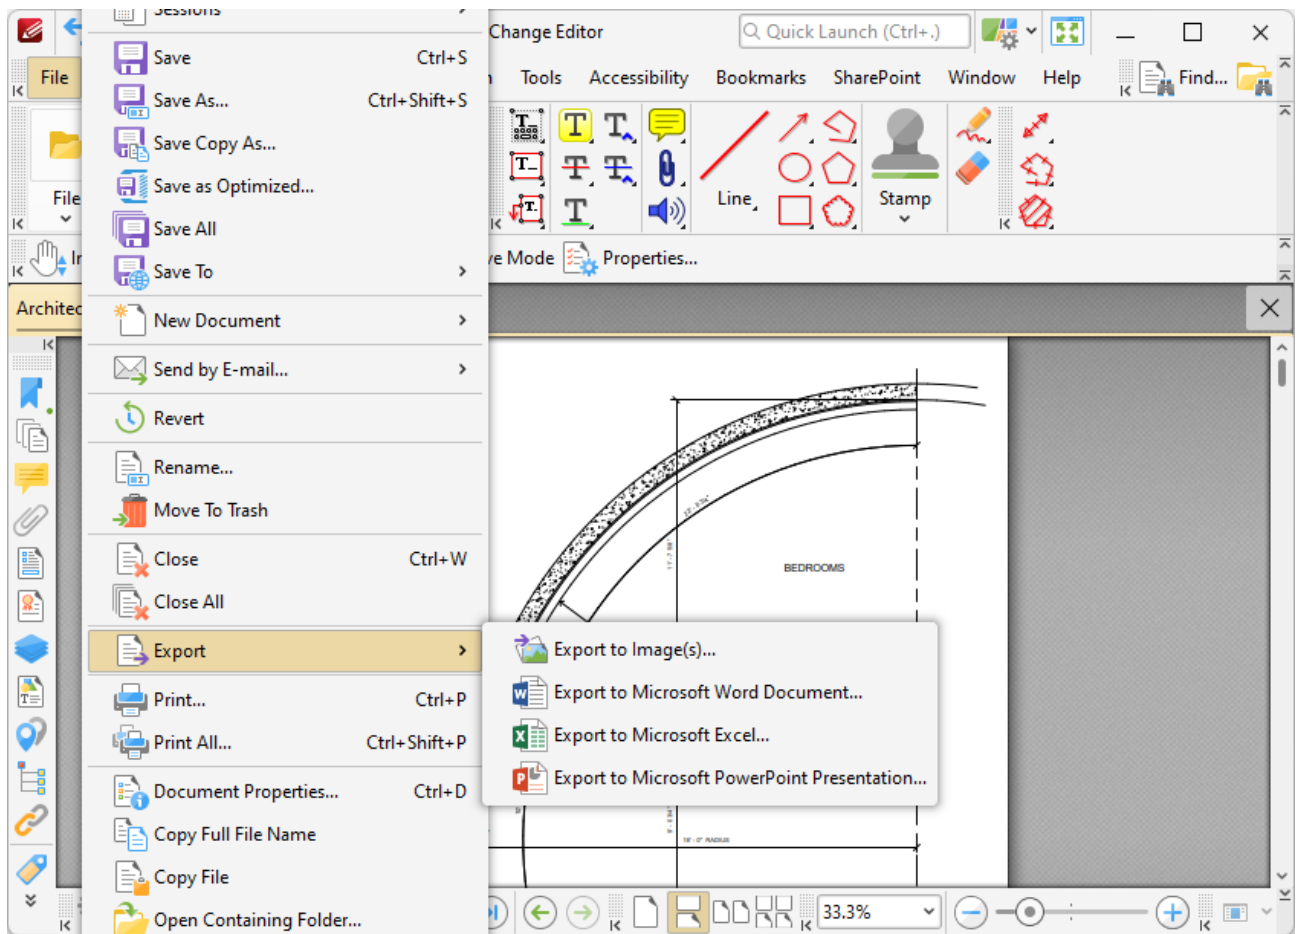 Sessions
Change Editor
Quick Launch (Ctrl+.)
File
Tools
Accessibility
Bookmarks
SharePoint
Window
Help
Find...
Save Ctrl+S
Save As... Ctrl+Shift+S
Save Copy As...
Save as Optimized...
Save All
Save To
New Document
Send by E-mail...
Revert
Rename...
Move To Trash
Close Ctrl+W
Close All
Export
Print... Ctrl+P
Print All... Ctrl+Shift+P
Document Properties... Ctrl+D
Copy Full File Name
Copy File
Open Containing Folder...
File
Line
Stamp
Mode
Properties...
Architec
BEDROOMS
Export to Image(s)...
Export to Microsoft Word Document...
Export to Microsoft Excel...
Export to Microsoft PowerPoint Presentation...
18' - 0" RADIUS
33.3%